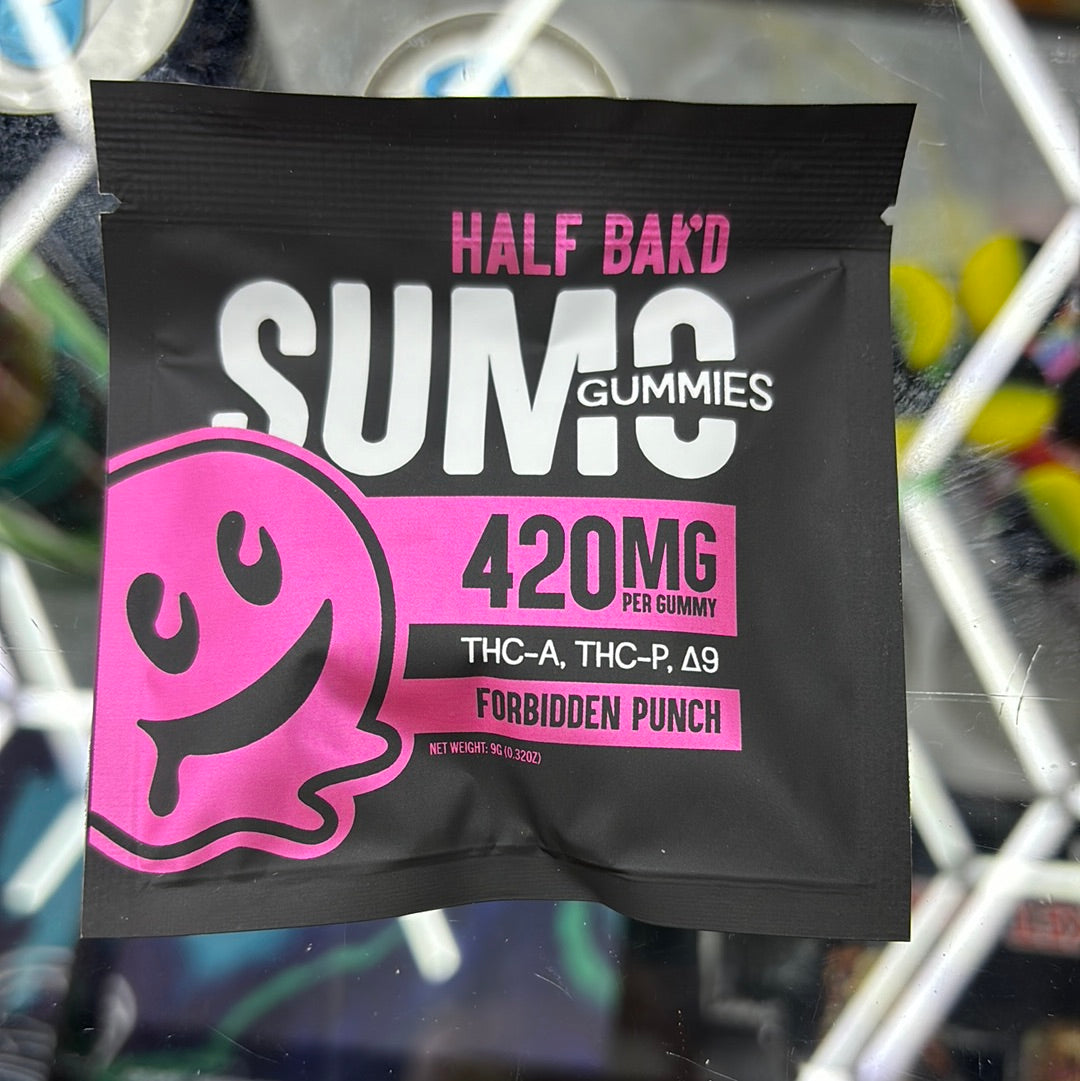 HALF BAK'D
SUMO
GUMMIES
420MG
PER GUMMY
THC-A, THC-P, Δ9
FORBIDDEN PUNCH
NET WEIGHT: 9G (0.32OZ)